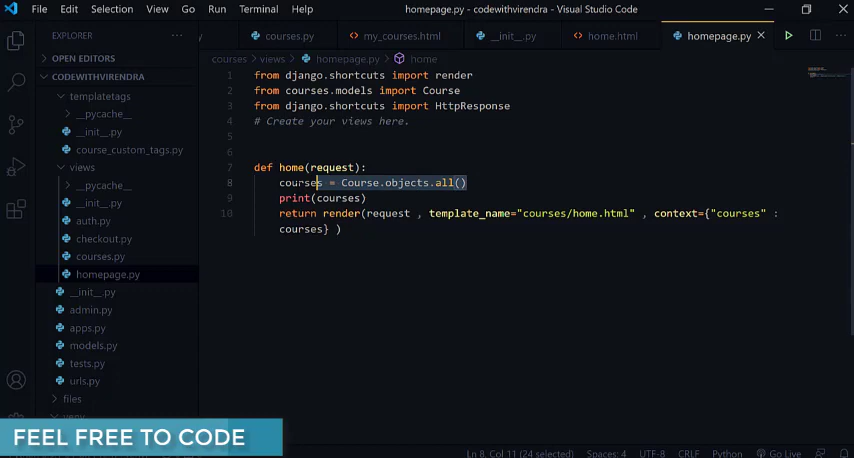 File Edit Selection View Go Run Terminal Help
homepage.py - codewithvirendra - Visual Studio Code
EXPLORER
courses.py
my_courses.html
__init__.py
home.html
homepage.py
OPEN EDITORS
courses > views > homepage.py > home
CODEWITHVIRENDRA
templatetags
__pycache__
__init__.py
course_custom_tags.py
views
__pycache__
__init__.py
auth.py
checkout.py
courses.py
homepage.py
__init__.py
admin.py
apps.py
models.py
tests.py
urls.py
files
venv
1 from django.shortcuts import render
2 from courses.models import Course
3 from django.shortcuts import HttpResponse
4 # Create your views here.
5
6
7 def home(request):
8 courses = Course.objects.all()
9 print(courses)
10 return render(request , template_name="courses/home.html" , context={"courses" :
courses} )
FEEL FREE TO CODE
Ln 8, Col 11 (24 selected) Spaces: 4 UTF-8 CRLF Python Go Live